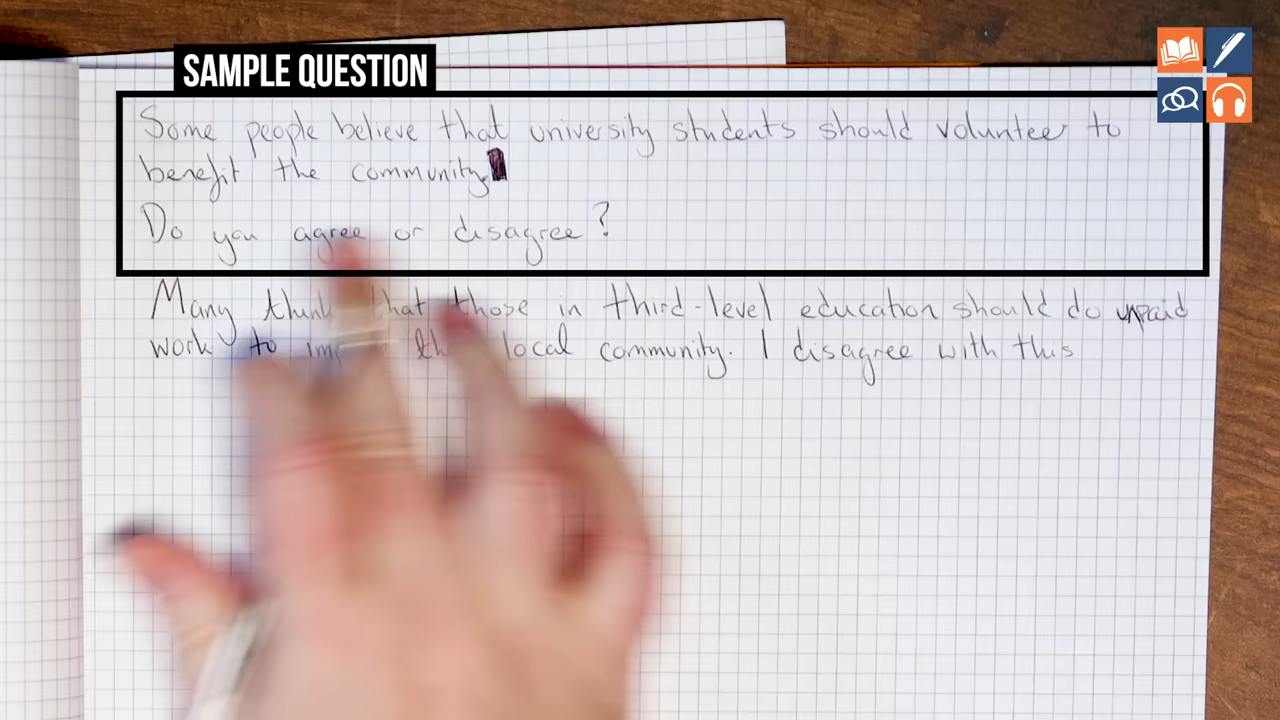 SAMPLE QUESTION
Some people believe that university students should volunteer to
benefit the community.
Do you agree or disagree?
Many think that those in third-level education should do unpaid
work to local community. I disagree with this